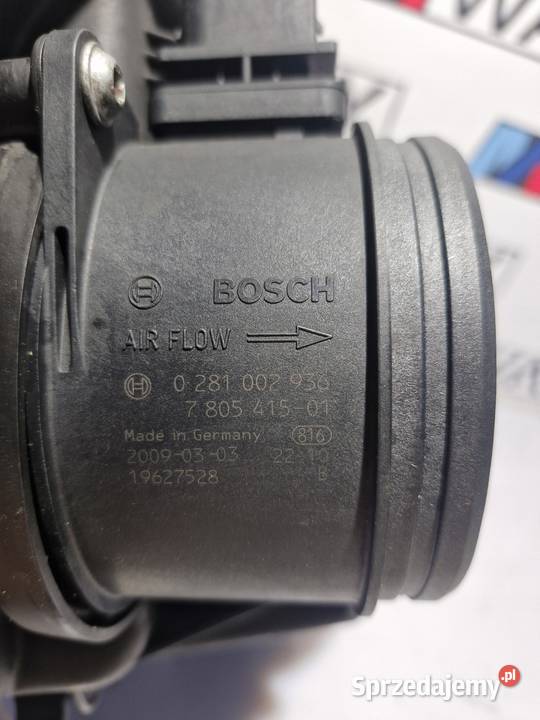 BOSCH
AIR FLOW
0 281 002 936
7 805 415-01
Made in Germany 816
2009-03-03 22 10
19627528 B
Sprzedajemy.pl